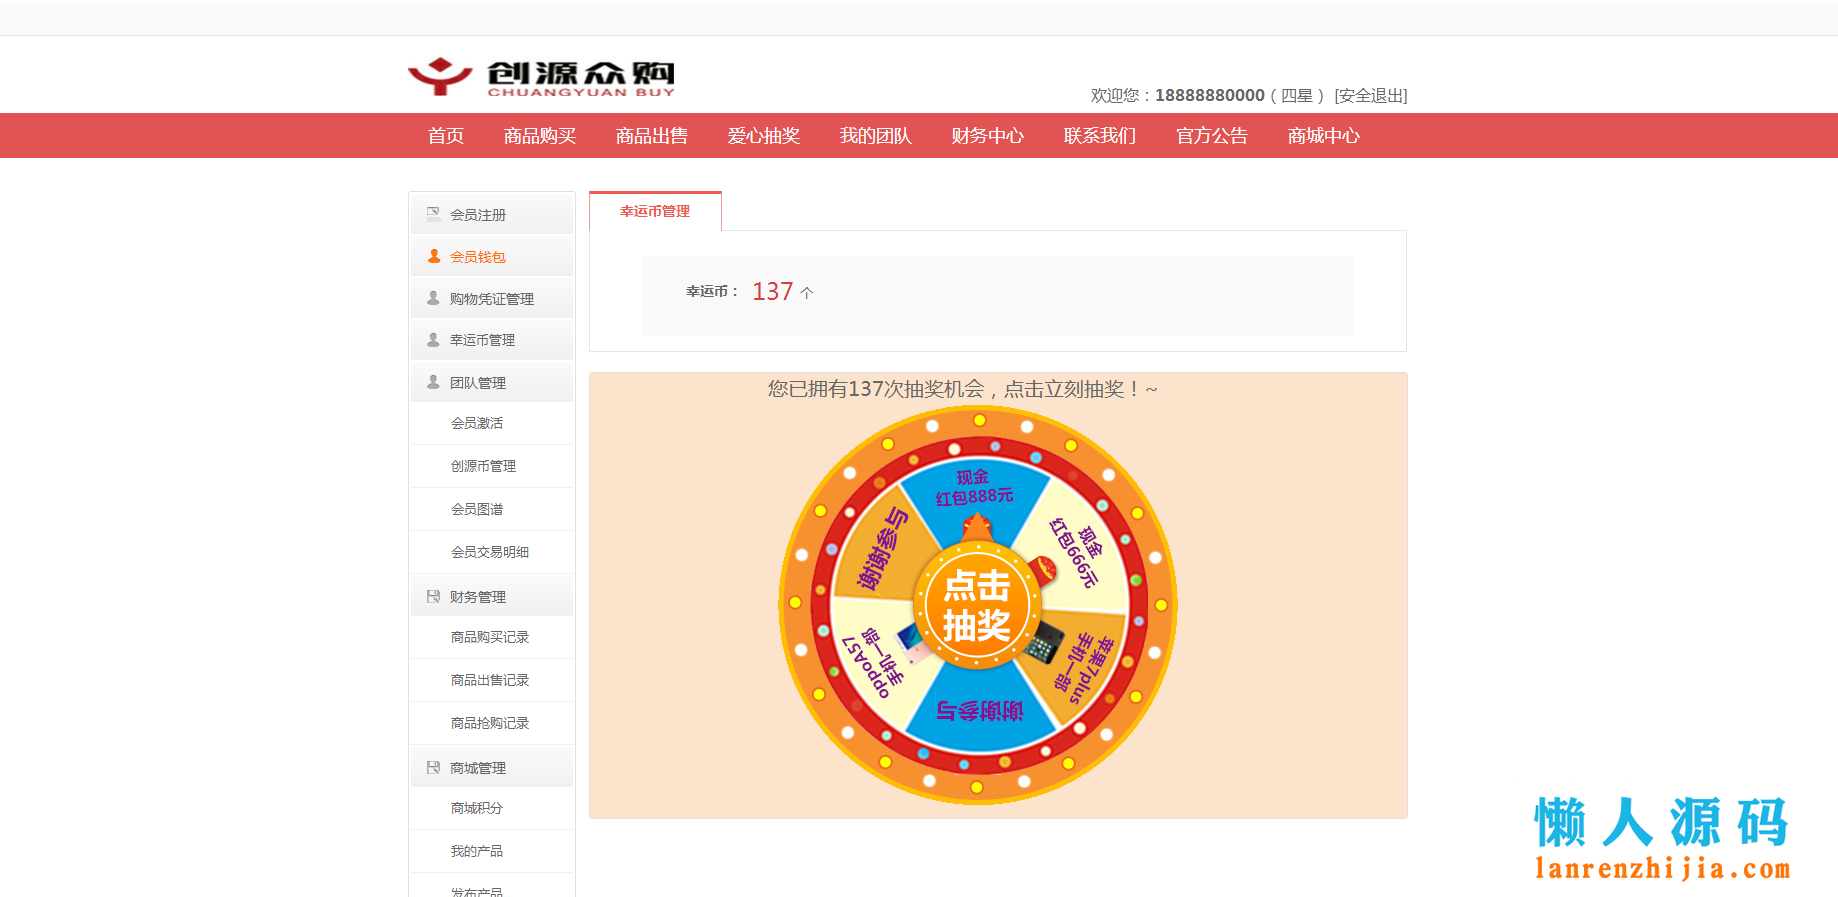 创源众购
CHUANGYUAN BUY
欢迎您：18888880000（四星） [安全退出]
首页 商品购买 商品出售 爱心抽奖 我的团队 财务中心 联系我们 官方公告 商城中心
会员注册
会员钱包
购物凭证管理
幸运币管理
团队管理
会员激活
创源币管理
会员图谱
会员交易明细
财务管理
商品购买记录
商品出售记录
商品抢购记录
商城管理
商城积分
我的产品
发布产品
幸运币管理
幸运币： 137 个
您已拥有137次抽奖机会，点击立刻抽奖！~
现金
红包888元
现金
红包666元
苹果7plus
手机一部
谢谢参与
oppoA57
手机一部
谢谢参与
点击
抽奖
懒人源码
lanrenzhijia.com